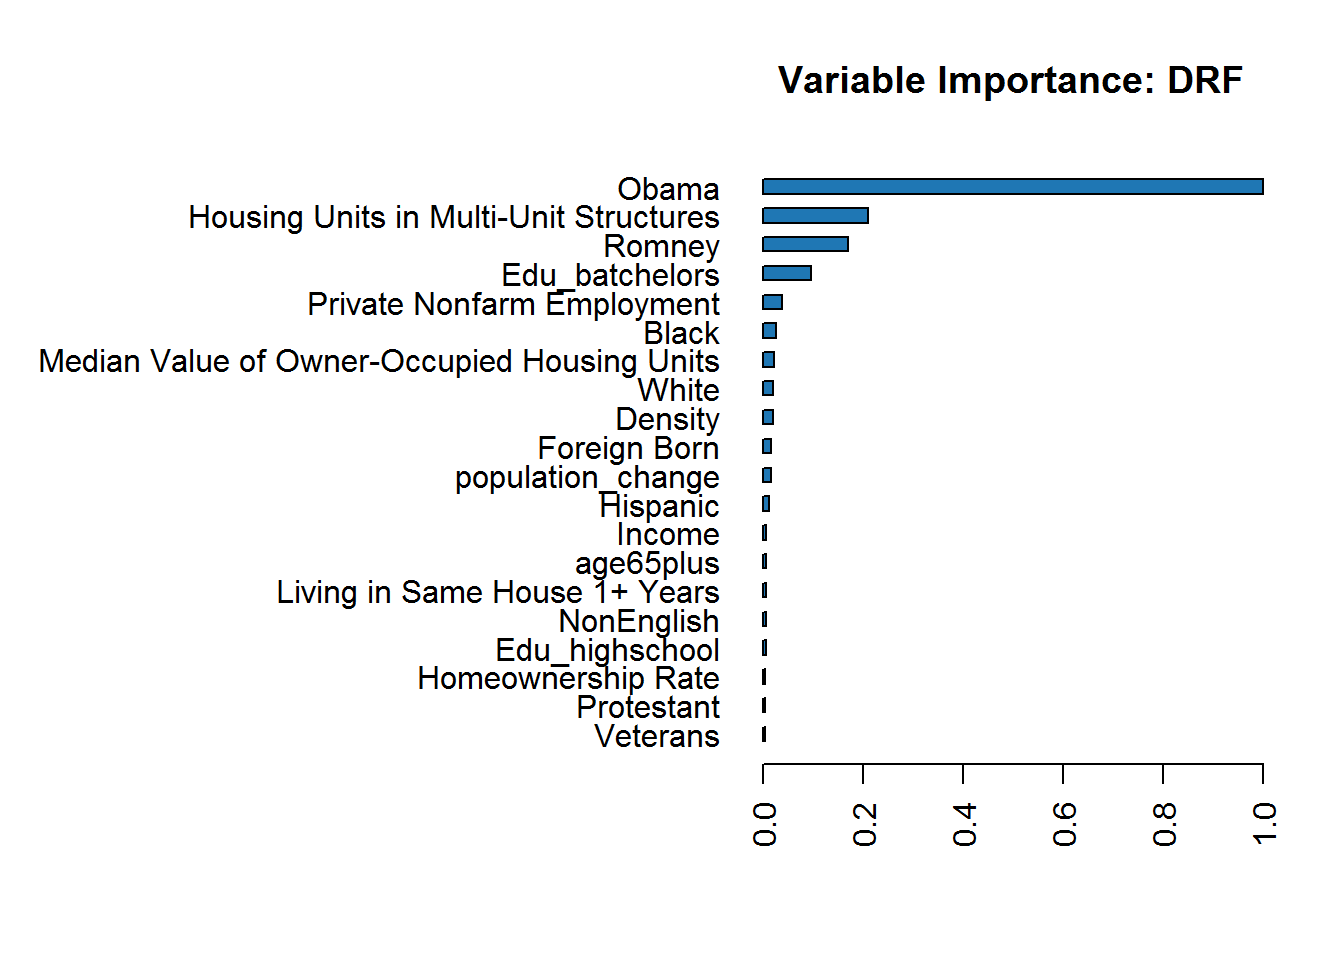 Variable Importance: DRF
Obama
Housing Units in Multi-Unit Structures
Romney
Edu_batchelors
Private Nonfarm Employment
Black
Median Value of Owner-Occupied Housing Units
White
Density
Foreign Born
population_change
Hispanic
Income
age65plus
Living in Same House 1+ Years
NonEnglish
Edu_highschool
Homeownership Rate
Protestant
Veterans
0.0 0.2 0.4 0.6 0.8 1.0